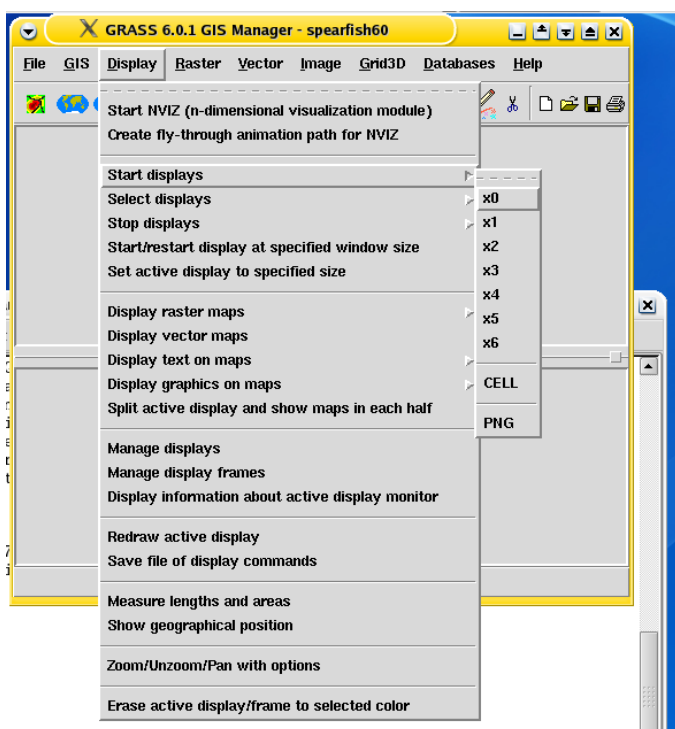 GRASS 6.0.1 GIS Manager - spearfish60
File GIS Display Raster Vector Image Grid3D Databases Help
Start NVIZ (n-dimensional visualization module)
Create fly-through animation path for NVIZ
Start displays
Select displays
Stop displays
Start/restart display at specified window size
Set active display to specified size
Display raster maps
Display vector maps
Display text on maps
Display graphics on maps
Split active display and show maps in each half
Manage displays
Manage display frames
Display information about active display monitor
Redraw active display
Save file of display commands
Measure lengths and areas
Show geographical position
Zoom/Unzoom/Pan with options
Erase active display/frame to selected color
x0
x1
x2
x3
x4
x5
x6
CELL
PNG